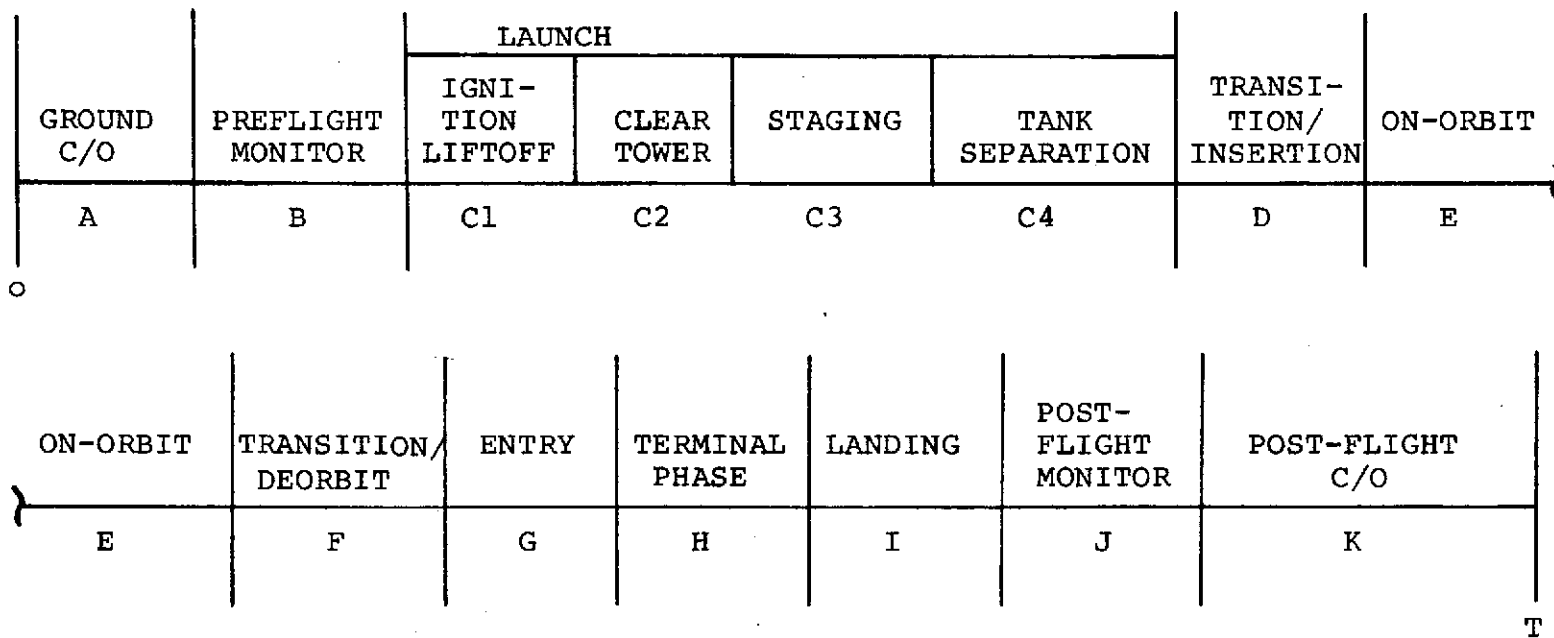 LAUNCH
GROUND
C/O
PREFLIGHT
MONITOR
IGNI-
TION
LIFTOFF
CLEAR
TOWER
STAGING
TANK
SEPARATION
TRANSI-
TION/
INSERTION
ON-ORBIT
A
B
C1
C2
C3
C4
D
E
O
ON-ORBIT
TRANSITION/
DEORBIT
ENTRY
TERMINAL
PHASE
LANDING
POST-
FLIGHT
MONITOR
POST-FLIGHT
C/O
E
F
G
H
I
J
K
T